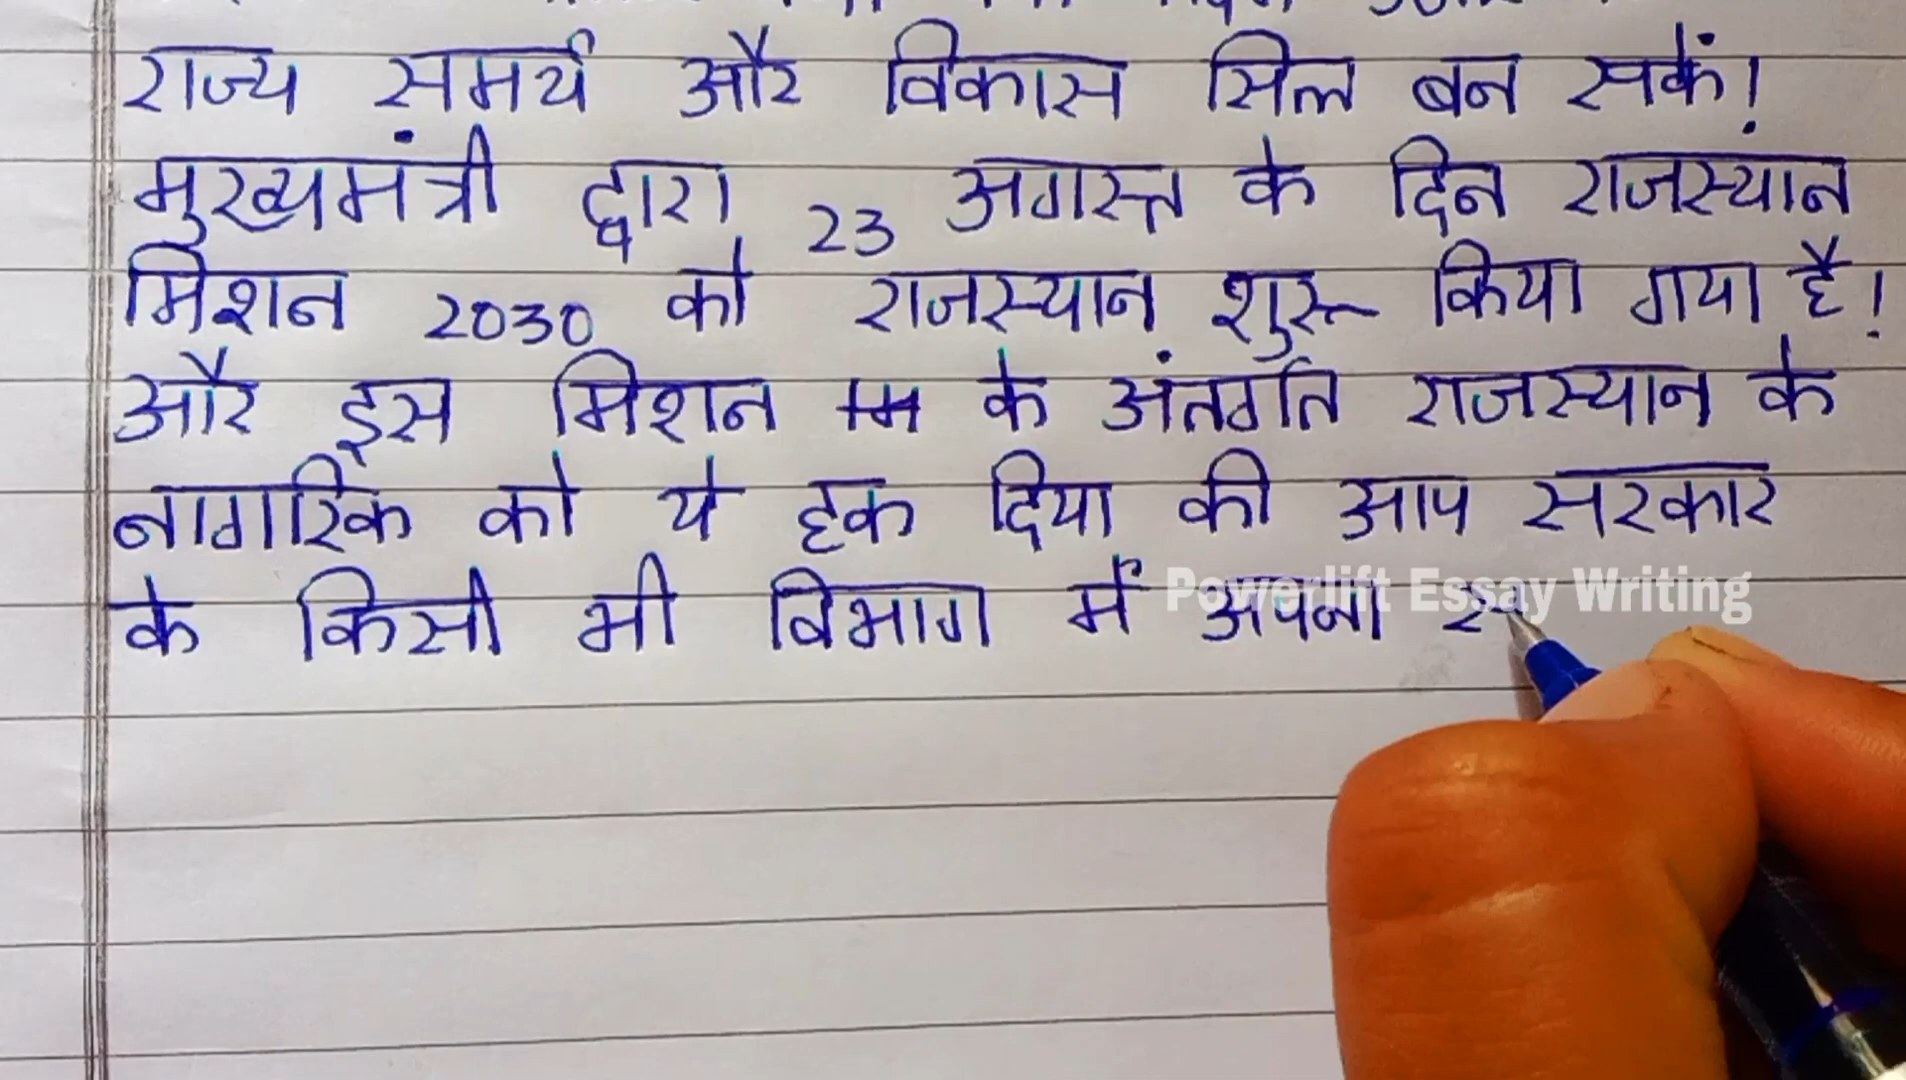 राज्य समर्थ और विकास सिल बन सकें!
मुख्यमंत्री द्वारा 23 अगस्त के दिन राजस्थान
मिशन 2030 को राजस्थान शुरू किया गया है!
और इस मिशन के अंतर्गत राजस्थान के
नागरिक को ये हक दिया की आप सरकार
के किसी भी विभाग में अपना
Powerlift Essay Writing